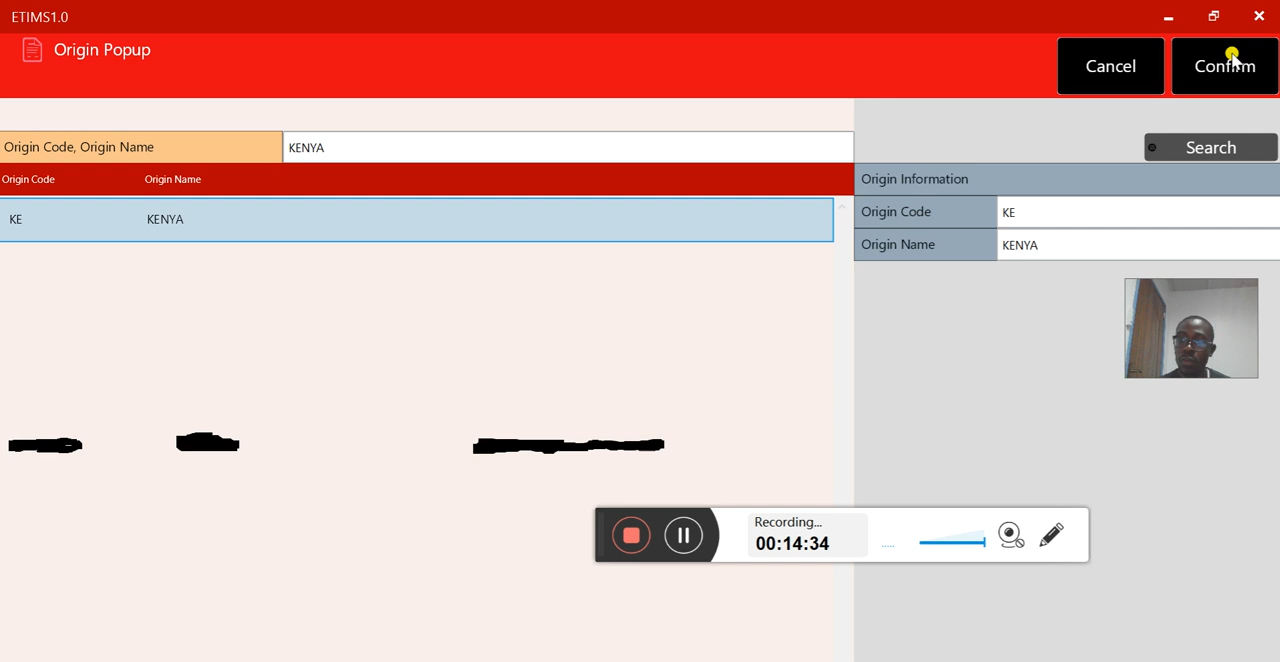 ETIMS1.0
Origin Popup
Cancel
Confirm
Origin Code, Origin Name
KENYA
Search
Origin Code
Origin Name
Origin Information
KE
KENYA
Origin Code
KE
Origin Name
KENYA
Recording...
00:14:34